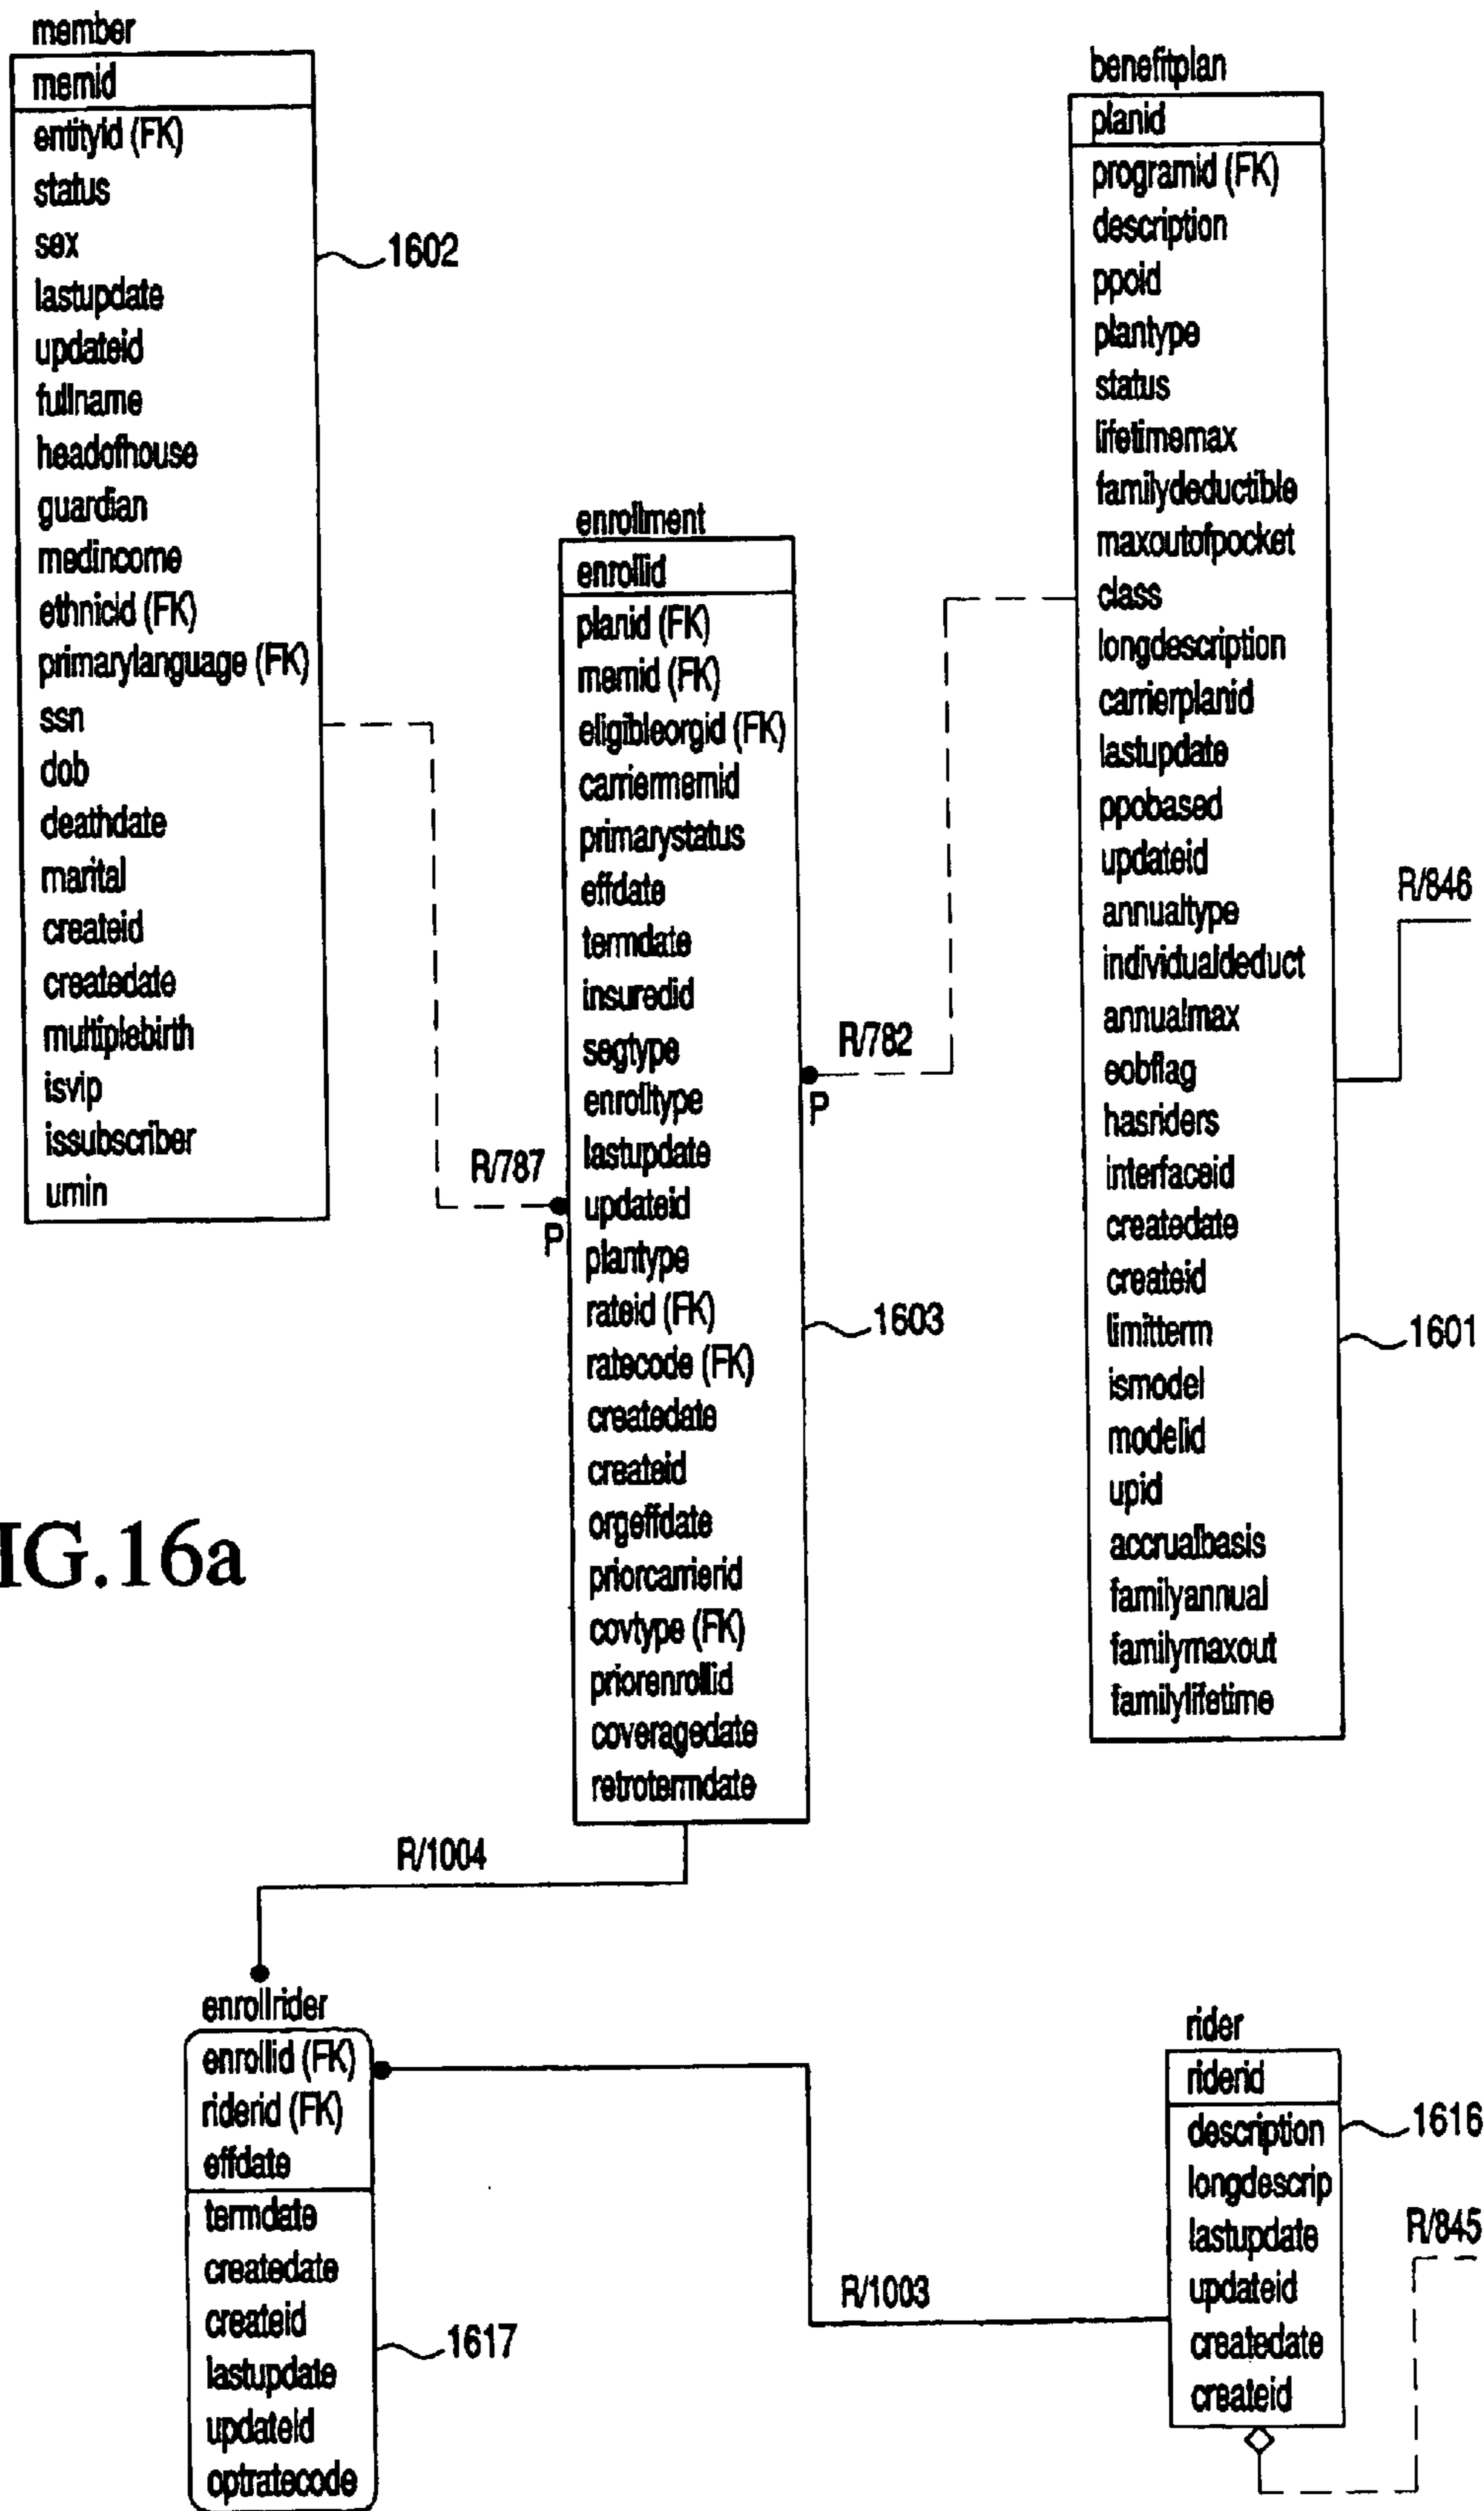 member
memid
entityid (FK)
status
sex
lastupdate
updateid
fullname
headofhouse
guardian
medincome
ethnicid (FK)
primarylanguage (FK)
ssn
dob
deathdate
marital
createid
createdate
multiplebirth
isvip
issubscriber
umin
1602
R/787
P
enrollment
enrollid
planid (FK)
memid (FK)
eligibleorgid (FK)
carriermemid
primarystatus
effdate
termdate
insuredid
segtype
enrolltype
lastupdate
updateid
plantype
rateid (FK)
ratecode (FK)
createdate
createid
orgeffdate
priorcarrierid
covtype (FK)
priorenrollid
coveragedate
retrotermdate
1603
R/782
P
benefitplan
planid
programid (FK)
description
ppoid
plantype
status
lifetimemax
familydeductible
maxoutofpocket
class
longdescription
carrierplanid
lastupdate
ppobased
updateid
annualtype
individualdeduct
annualmax
eobflag
hasriders
interfaceid
createdate
createid
limitterm
ismodel
modelid
upid
accrualbasis
familyannual
familymaxout
familylifetime
R/846
1601
IG.16a
R/1004
enrollrider
enrollid (FK)
riderid (FK)
effdate
termdate
createdate
createid
lastupdate
updateid
optratecode
1617
R/1003
rider
riderid
description
longdescrip
lastupdate
updateid
createdate
createid
1616
R/845